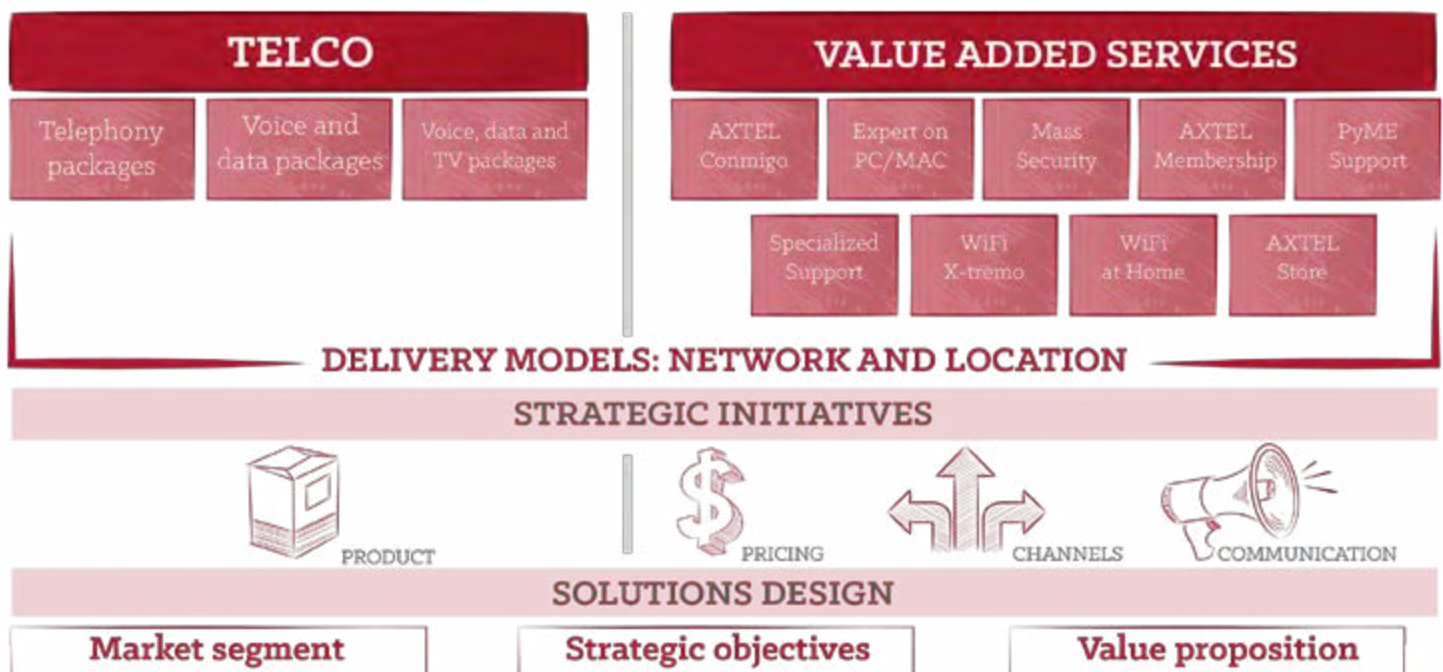 TELCO
VALUE ADDED SERVICES
Telephony
packages
Voice and
data packages
Voice, data and
TV packages
AXTEL
Conmigo
Expert on
PC/MAC
Mass
Security
AXTEL
Membership
PyME
Support
Specialized
Support
WiFi
X-tremo
WiFi
at Home
AXTEL
Store
DELIVERY MODELS: NETWORK AND LOCATION
STRATEGIC INITIATIVES
PRODUCT
PRICING
CHANNELS
COMMUNICATION
SOLUTIONS DESIGN
Market segment
Strategic objectives
Value proposition